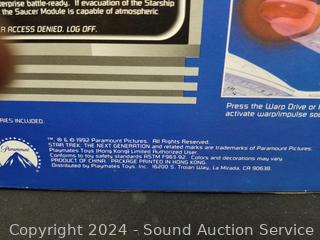 erprise battle-ready. If evacuation of the Starship
the Saucer Module is capable of atmospheric
ACCESS DENIED. LOG OFF.
Press the Warp Drive or
activate warp/impulse sou
RIES INCLUDED.
™, ® & © 1992 Paramount Pictures. All Rights Reserved.
STAR TREK: THE NEXT GENERATION and related marks are trademarks of Paramount Pictures.
Playmates Toys (Hong Kong) Limited Authorized User.
Conforms to toy safety standards ASTM F963-92. Colors and decorations may vary.
PRODUCT OF CHINA. PACKAGE PRINTED IN HONG KONG.
Distributed by Playmates Toys, Inc. 16200 S. Trojan Way, La Mirada, CA 90638.
Paramount
Copyright 2024 - Sound Auction Service